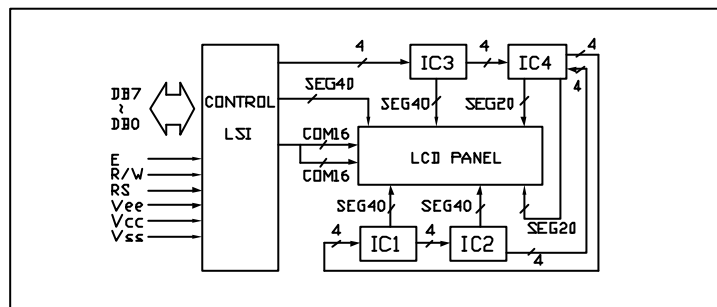 4
IC3
4
IC4
4
4
SEG40
SEG40
SEG20
DB7
~
DB0
CONTROL
LSI
COM16
COM16
LCD PANEL
E
R/W
RS
Vee
Vcc
Vss
SEG40
SEG40
SEG20
4
IC1
4
IC2
4